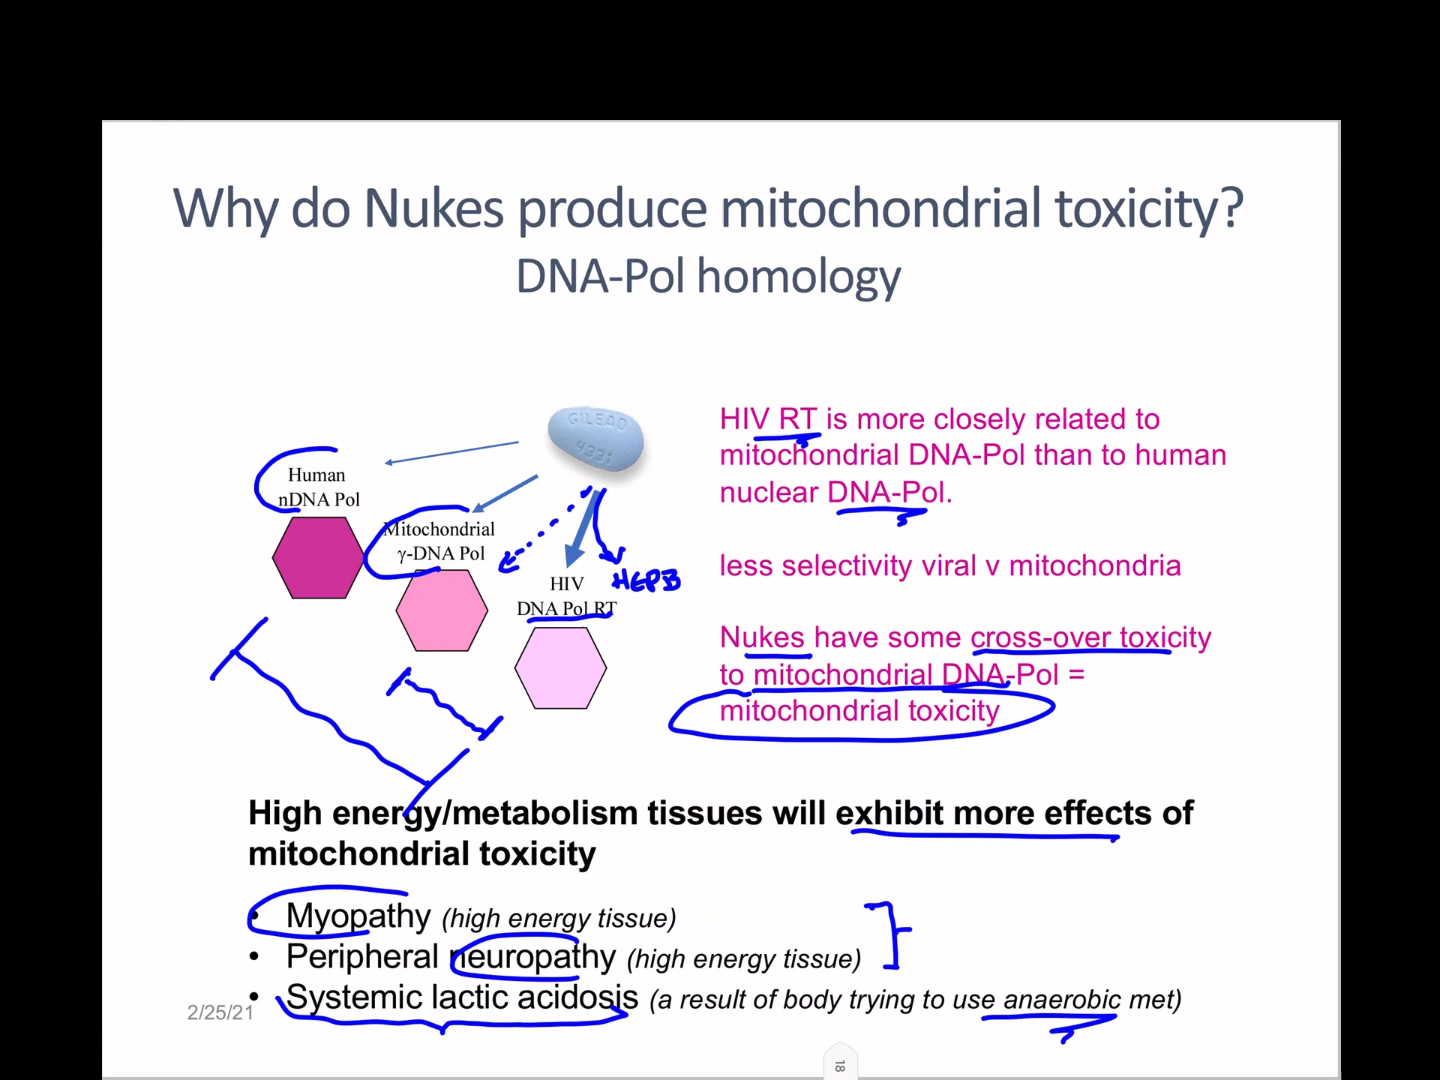 Why do Nukes produce mitochondrial toxicity?
DNA-Pol homology
GILEAD
4331
Human
nDNA Pol
Mitochondrial
γ-DNA Pol
HIV
DNA Pol RT
HEPB
HIV RT is more closely related to
mitochondrial DNA-Pol than to human
nuclear DNA-Pol.
less selectivity viral v mitochondria
Nukes have some cross-over toxicity
to mitochondrial DNA-Pol =
mitochondrial toxicity
High energy/metabolism tissues will exhibit more effects of
mitochondrial toxicity
• Myopathy (high energy tissue)
• Peripheral neuropathy (high energy tissue)
• Systemic lactic acidosis (a result of body trying to use anaerobic met)
2/25/21
18